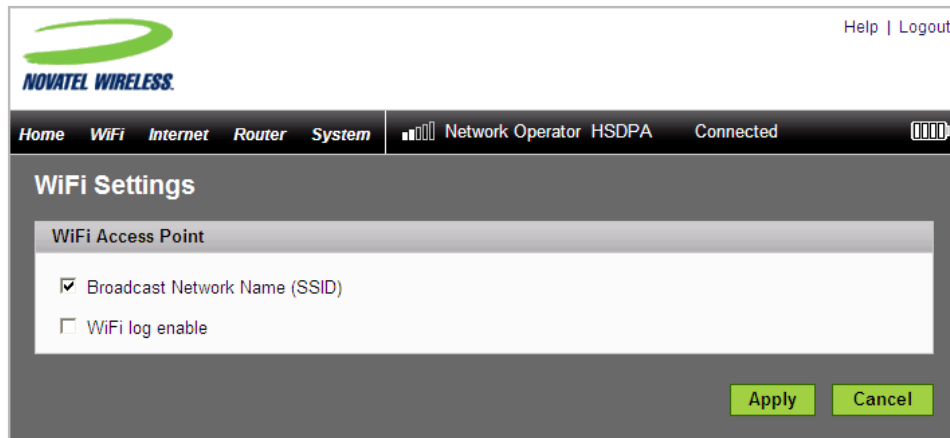 Help | Logout
NOVATEL WIRELESS.
Home WiFi Internet Router System Network Operator HSDPA Connected
WiFi Settings
WiFi Access Point
Broadcast Network Name (SSID)
WiFi log enable
Apply Cancel